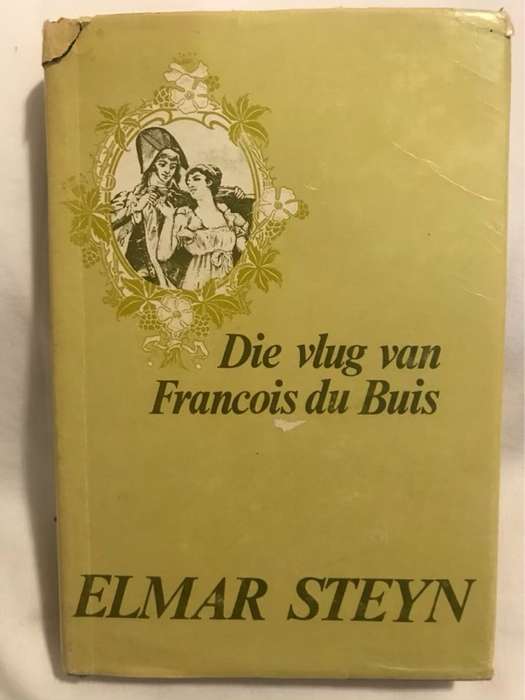 Die vlug van
Francois du Buis
ELMAR STEYN